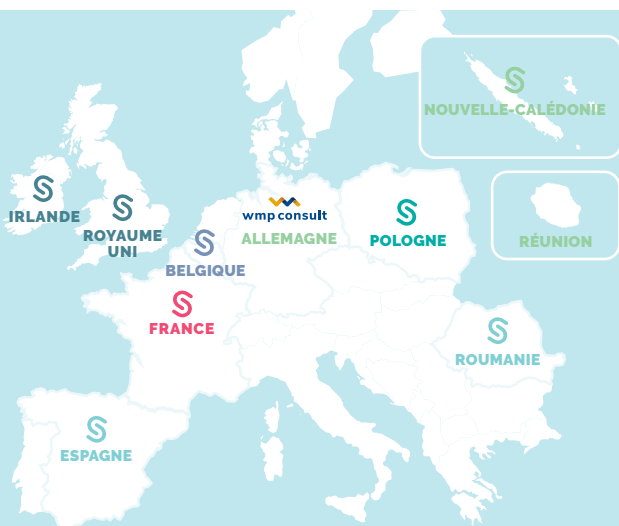 NOUVELLE-CALÉDONIE
IRLANDE
ROYAUME
UNI
wmp consult
ALLEMAGNE
POLOGNE
RÉUNION
BELGIQUE
FRANCE
ROUMANIE
ESPAGNE